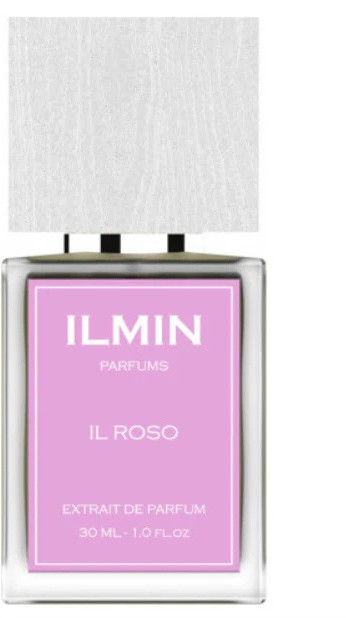 ILMIN
PARFUMS
IL ROSO
EXTRAIT DE PARFUM
30 ML - 1.0 FL.OZ